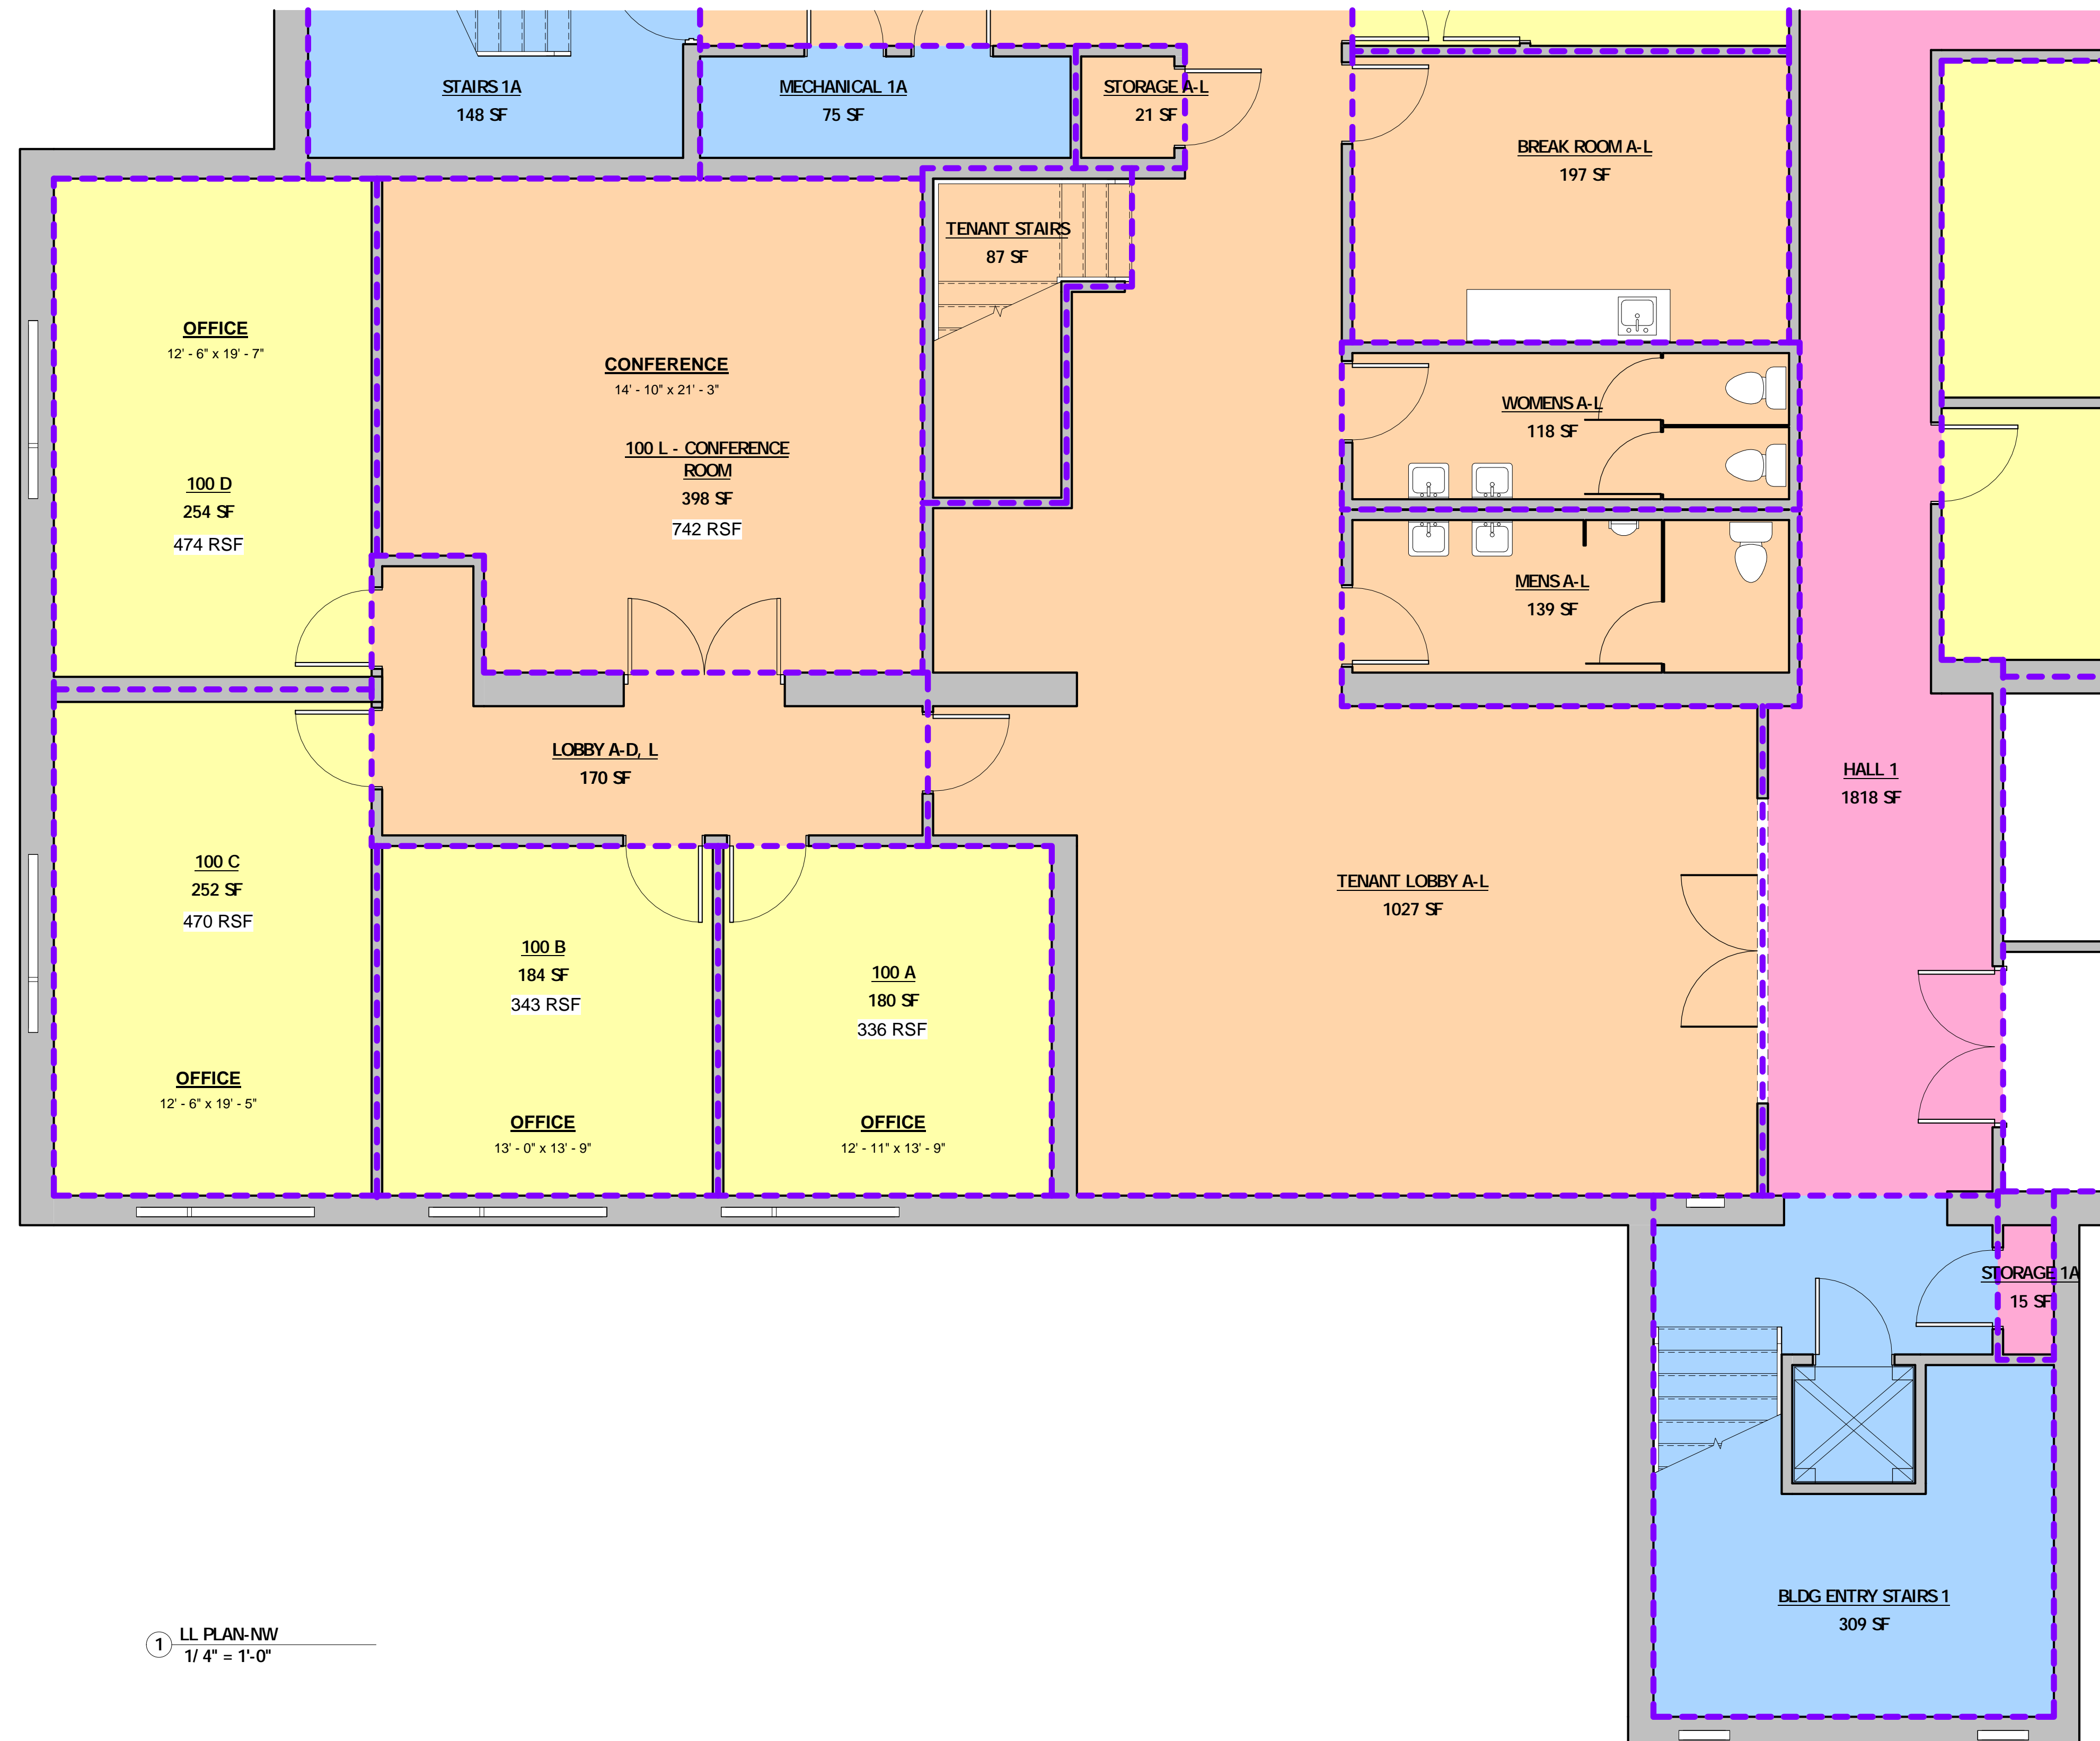 STAIRS 1A
148 SF
MECHANICAL 1A
75 SF
STORAGE A-L
21 SF
BREAK ROOM A-L
197 SF
TENANT STAIRS
87 SF
OFFICE
12' - 6" x 19' - 7"
100 D
254 SF
474 RSF
CONFERENCE
14' - 10" x 21' - 3"
100 L - CONFERENCE
ROOM
398 SF
742 RSF
WOMENS A-L
118 SF
MENS A-L
139 SF
LOBBY A-D, L
170 SF
HALL 1
1818 SF
100 C
252 SF
470 RSF
OFFICE
12' - 6" x 19' - 5"
100 B
184 SF
343 RSF
OFFICE
13' - 0" x 13' - 9"
100 A
180 SF
336 RSF
OFFICE
12' - 11" x 13' - 9"
TENANT LOBBY A-L
1027 SF
STORAGE 1A
15 SF
BLDG ENTRY STAIRS 1
309 SF
1
LL PLAN-NW
1/ 4" = 1'-0"